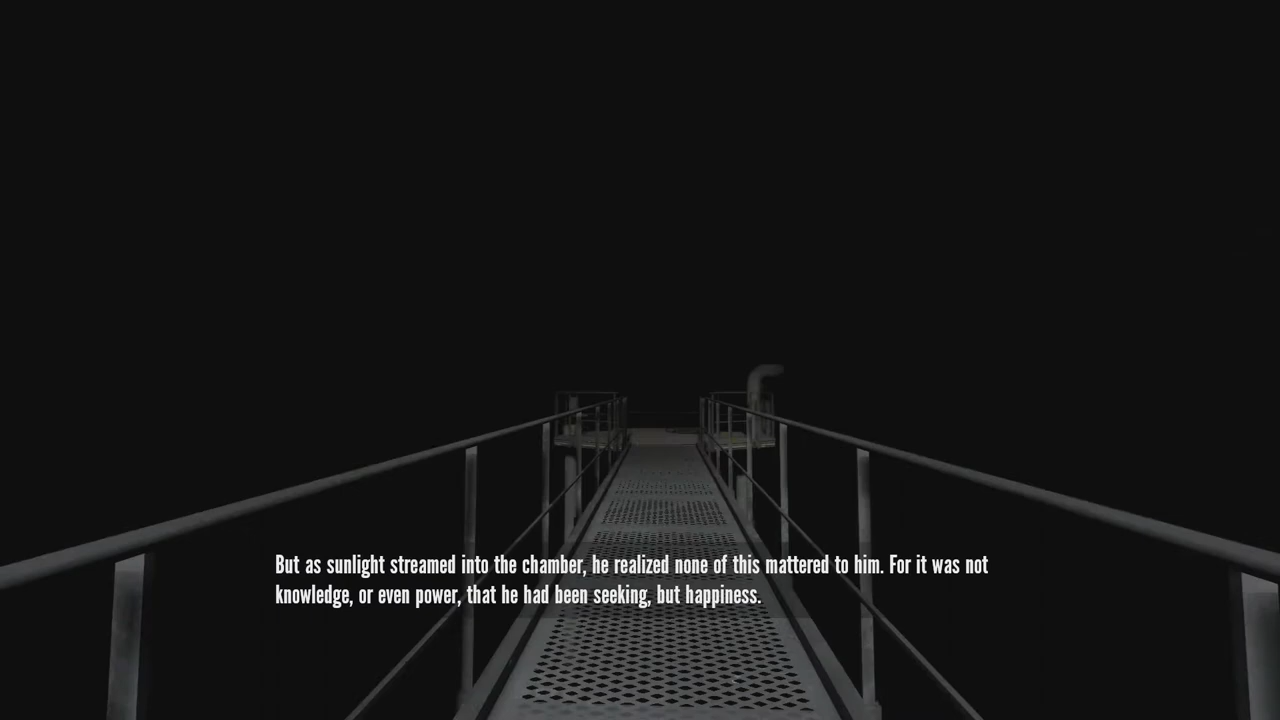 But as sunlight streamed into the chamber, he realized none of this mattered to him. For it was not
knowledge, or even power, that he had been seeking, but happiness.